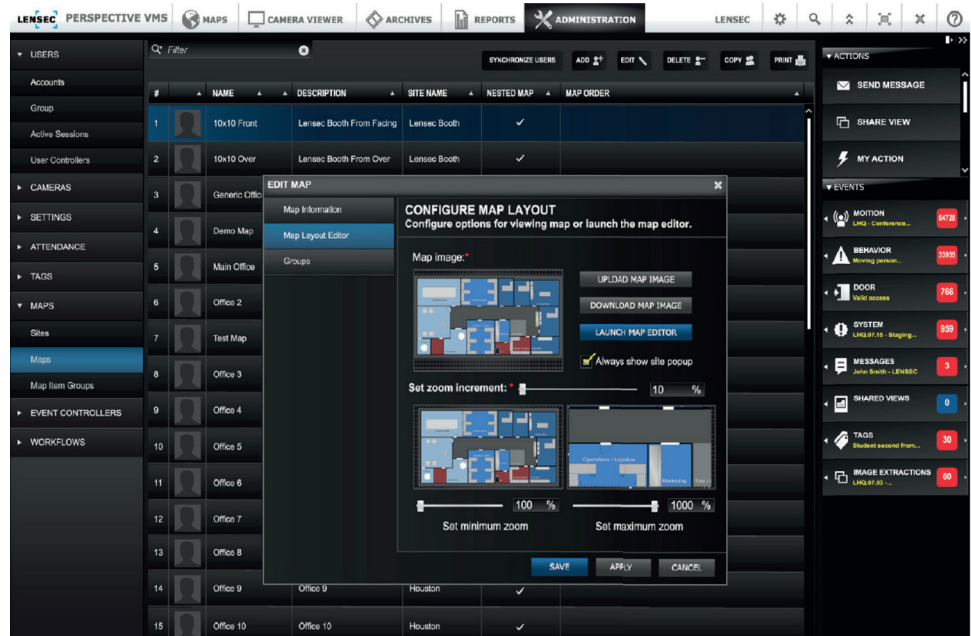 LENSEC PERSPECTIVE VMS MAPS CAMERA VIEWER ARCHIVES REPORTS ADMINISTRATION LENSEC
USERS
Accounts
Group
Active Sessions
User Controllers
CAMERAS
SETTINGS
ATTENDANCE
TAGS
MAPS
Sites
Maps
Map Item Groups
EVENT CONTROLLERS
WORKFLOWS
Filter
SYNCHRONIZE USERS ADD EDIT DELETE COPY PRINT
# NAME DESCRIPTION SITE NAME NESTED MAP MAP ORDER
1 10x10 Front Lensec Booth From Facing Lensec Booth
2 10x10 Over Lensec Booth From Over Lensec Booth
3 Generic Offic
4 Demo Map
5 Main Office
6 Office 2
7 Test Map
8 Office 3
9 Office 4
10 Office 5
11 Office 6
12 Office 7
13 Office 8
14 Office 9 Office 9 Houston
15 Office 10 Office 10 Houston
EDIT MAP
Map Information
Map Layout Editor
Groups
CONFIGURE MAP LAYOUT
Configure options for viewing map or launch the map editor.
Map image:*
UPLOAD MAP IMAGE
DOWNLOAD MAP IMAGE
LAUNCH MAP EDITOR
Always show site popup
Set zoom increment: * 10 %
Operations / Logistics
Marketing
100 % 1000 %
Set minimum zoom Set maximum zoom
SAVE APPLY CANCEL
ACTIONS
SEND MESSAGE
SHARE VIEW
MY ACTION
EVENTS
MOITION 64728
LHQ - Conference...
BEHAVIOR 33955
Moving person...
DOOR 766
Valid access
SYSTEM 959
LHQ.07.15 - Staging...
MESSAGES 3
John Smith - LENSEC
SHARED VIEWS 0
TAGS 30
Student second from...
IMAGE EXTRACTIONS 60
LHQ.07.03 -...